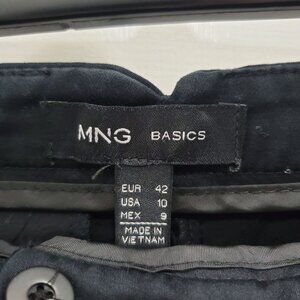 MNG BASICS
EUR 42
USA 10
MEX 9
MADE IN
VIETNAM